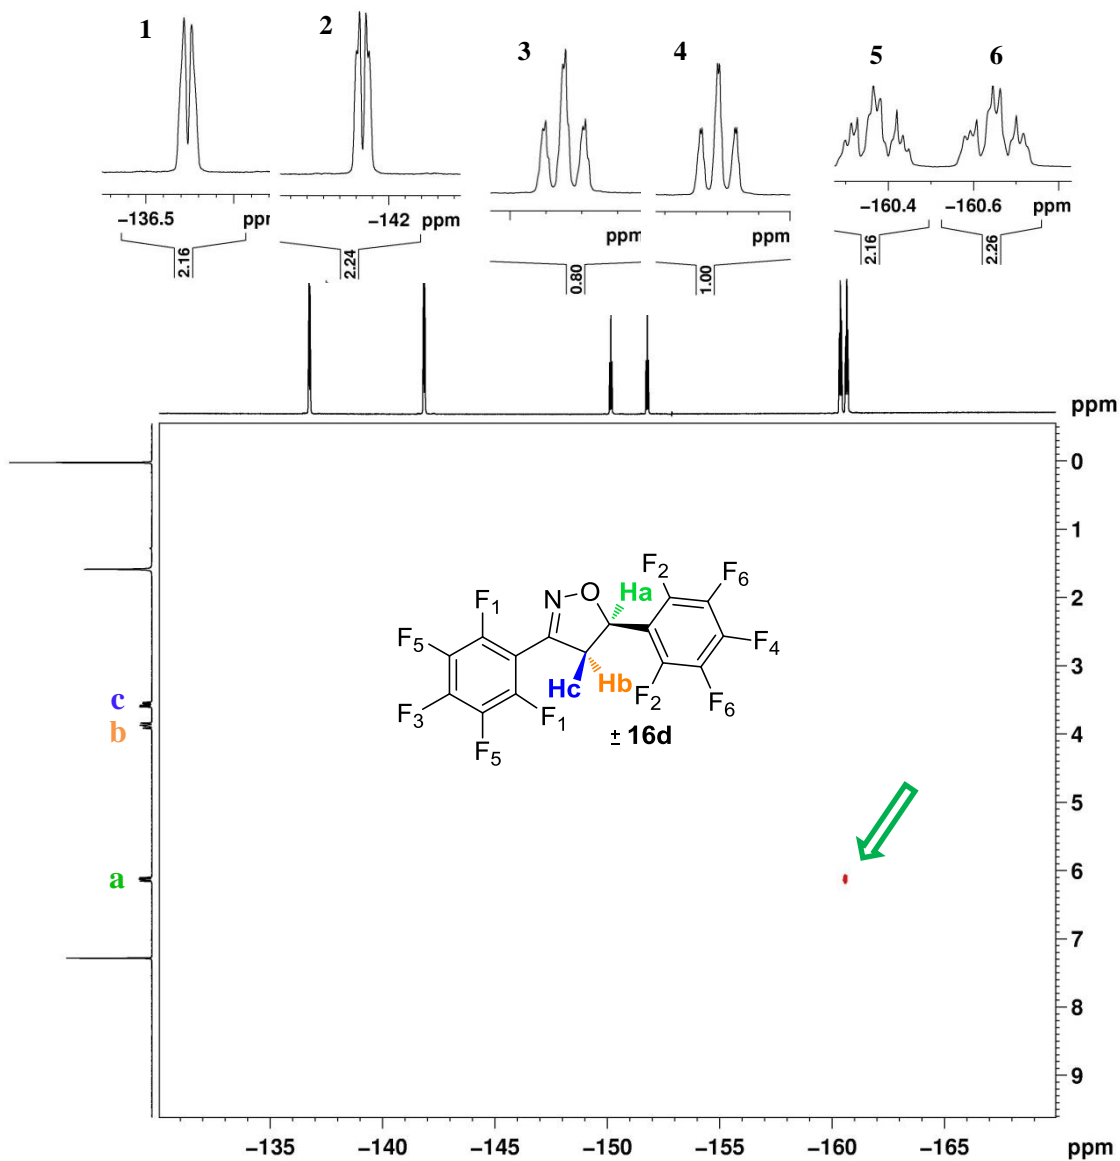 1 2 3 4 5 6
−136.5 ppm
−142 ppm
ppm
ppm
−160.4 −160.6 ppm
2.16 2.24 0.80 1.00 2.16 2.26
ppm
0
1
2
3
4
5
6
7
8
9
c
b
a
F1 N O Ha F2 F6
F5 F4
F3 F1 Hc Hb F2 F6
F5
± 16d
−135 −140 −145 −150 −155 −160 −165 ppm